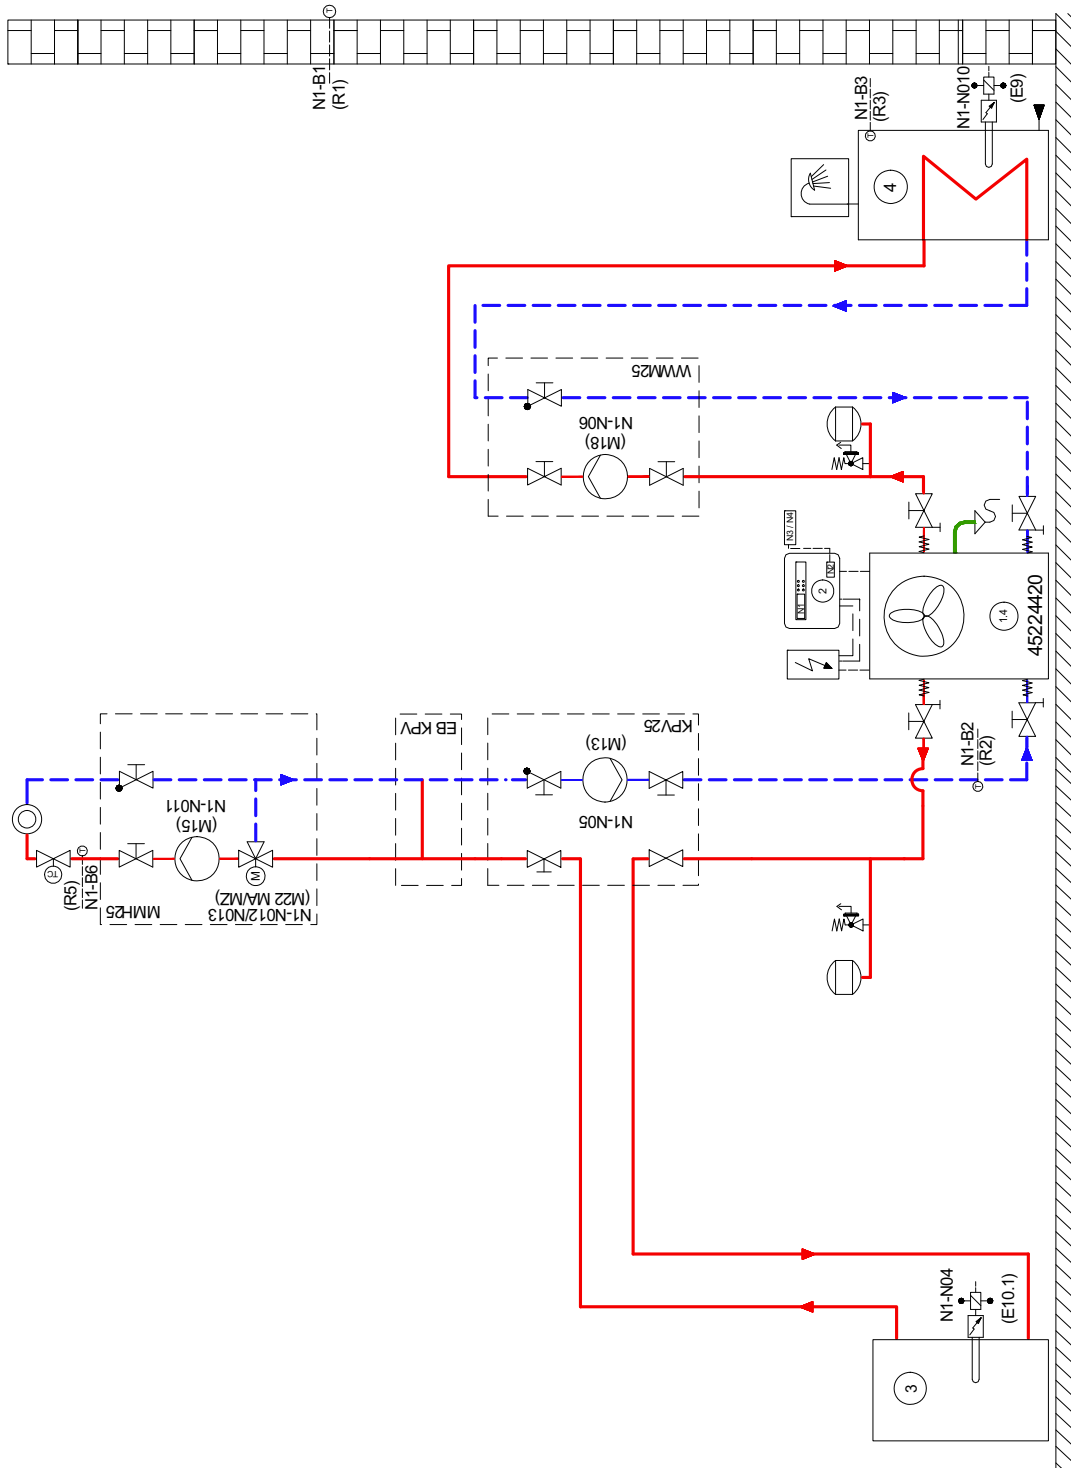 N1-B1
(R1)
N1-B3
(R3)
N1-N010
(E9)
4
T
T
WWM25
N1-N06
(M18)
N3 / N4
N1
N2
2
1.4
45224420
MMH25
N1-N011
(M15)
N1-N012/N013
(M22 MA/MZ)
M
TC
T
(R5)
N1-B6
EB KPV
KPV25
(M13)
N1-N05
N1-B2
(R2)
T
N1-N04
(E10.1)
3